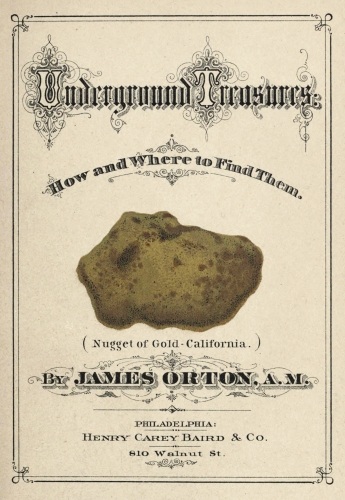 Underground Treasures:
How and Where to Find Them.
( Nugget of Gold-California. )
By JAMES ORTON, A.M.
PHILADELPHIA:
HENRY CAREY BAIRD & CO.
810 Walnut St.